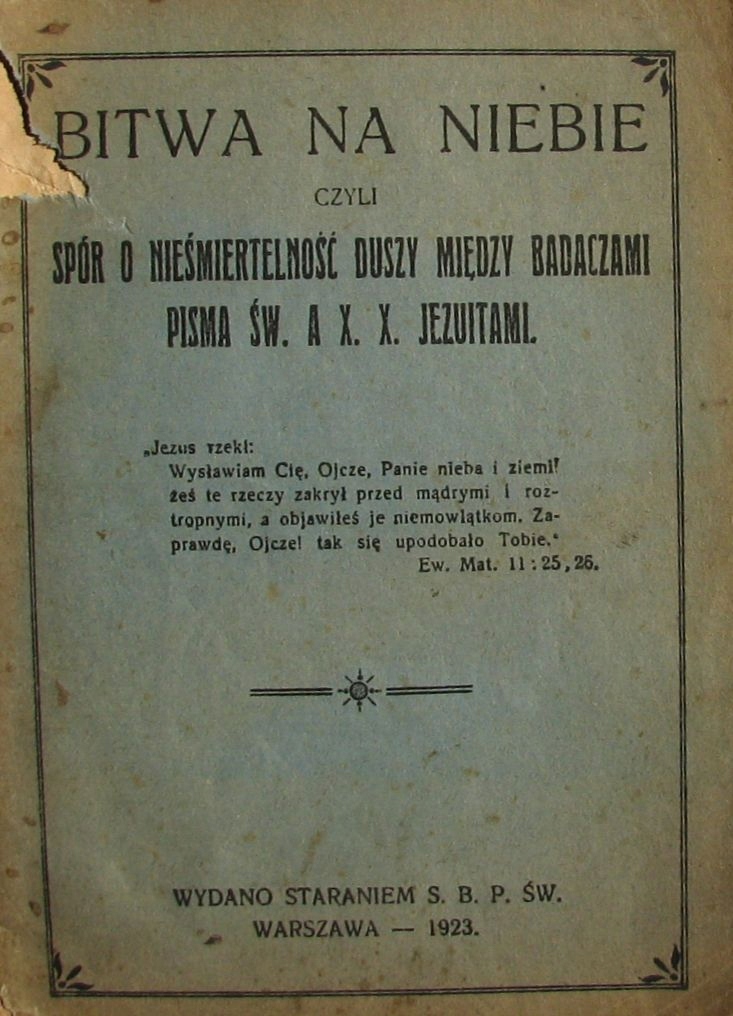 BITWA NA NIEBIE
CZYLI
SPÓR O NIEŚMIERTELNOŚĆ DUSZY MIĘDZY BADACZAMI
PISMA ŚW. A X. X. JEZUITAMI.
„Jezus rzekł:
Wysławiam Cię, Ojcze, Panie nieba i ziemi!
żeś te rzeczy zakrył przed mądrymi i roz-
tropnymi, a objawiłeś je niemowlątkom. Za-
prawdę, Ojcze! tak się upodobało Tobie.“
Ew. Mat. 11 : 25, 26.
WYDANO STARANIEM S. B. P. ŚW.
WARSZAWA — 1923.